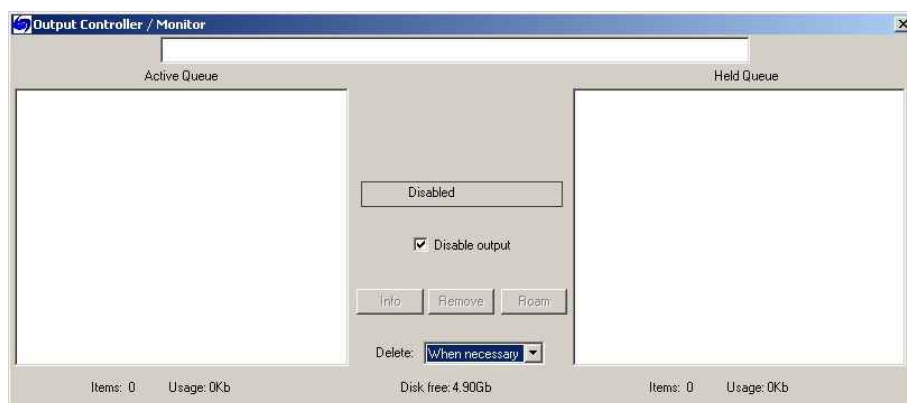 Output Controller / Monitor
Active Queue
Held Queue
Disabled
Disable output
Info Remove Roam
Delete: When necessary
Items: 0 Usage: 0Kb Disk free: 4.90Gb Items: 0 Usage: 0Kb